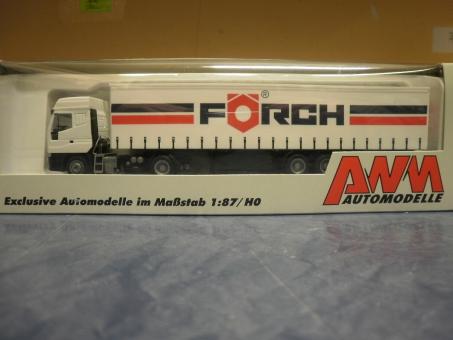 FÖRCH®
AWM
AUTOMODELLE
Exclusive Automodelle im Maßstab 1:87/H0